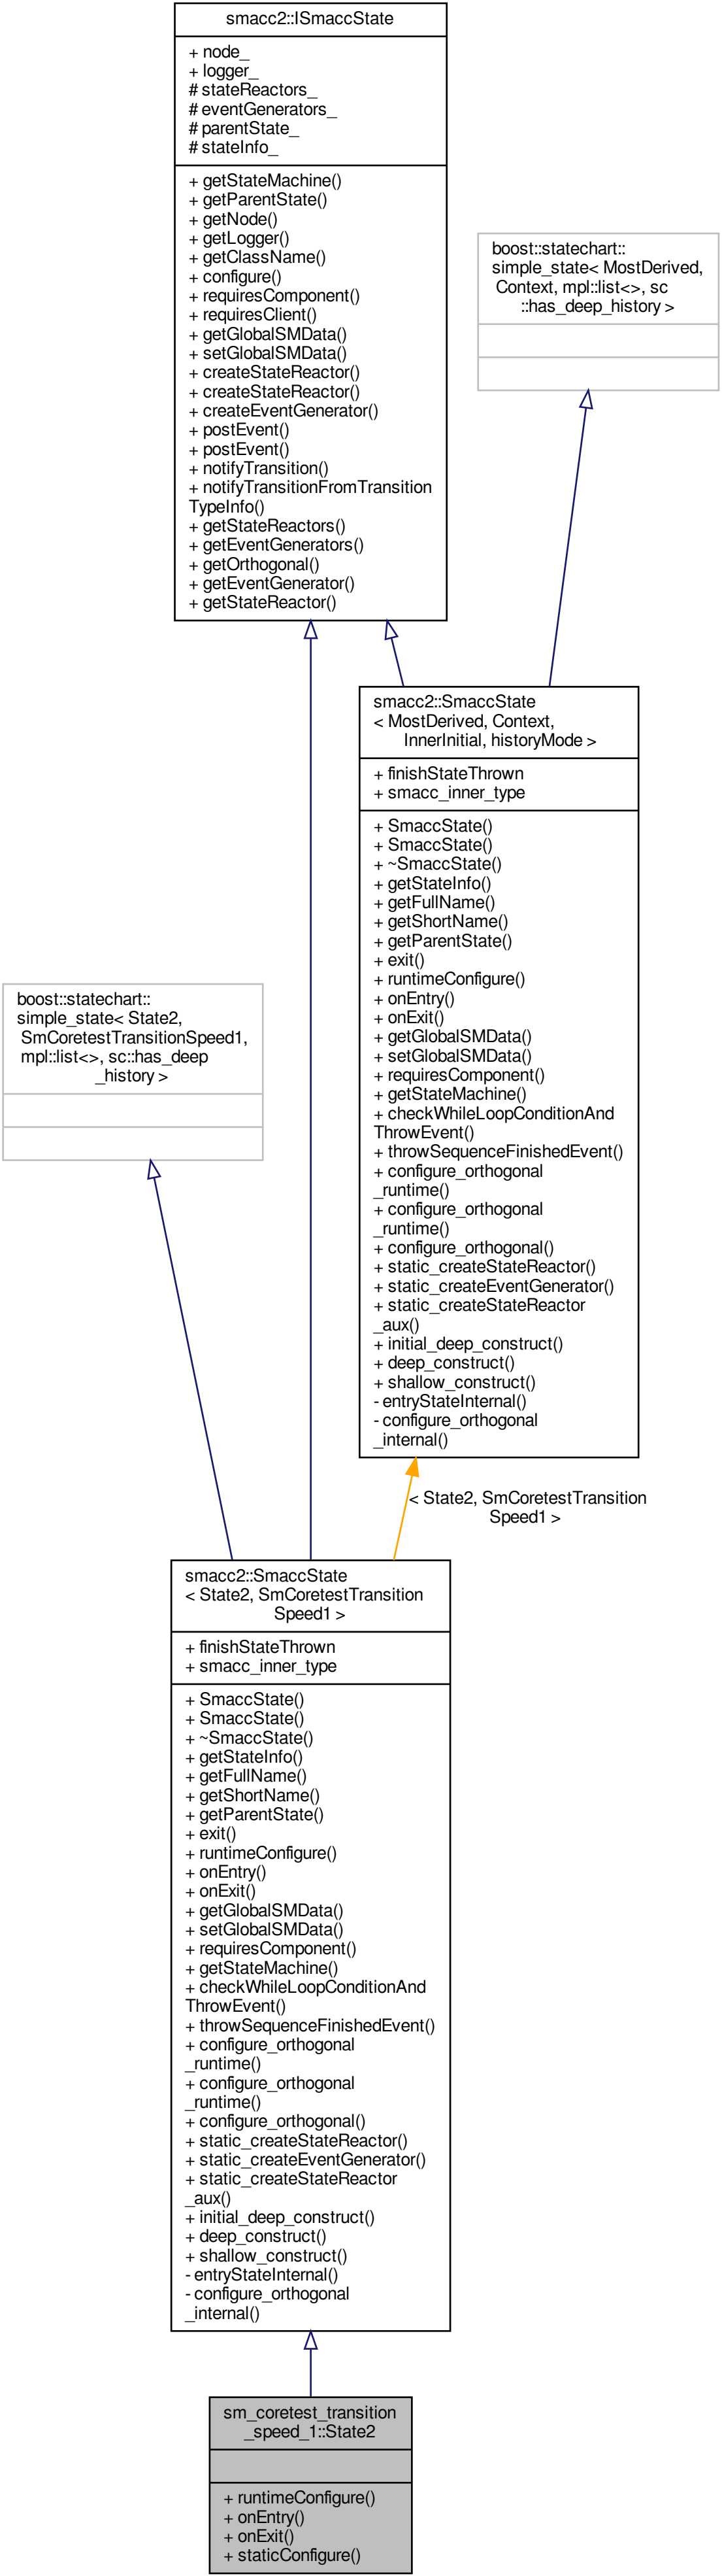 smacc2::ISmaccState
+ node_
+ logger_
# stateReactors_
# eventGenerators_
# parentState_
# stateInfo_
+ getStateMachine()
+ getParentState()
+ getNode()
+ getLogger()
+ getClassName()
+ configure()
+ requiresComponent()
+ requiresClient()
+ getGlobalSMData()
+ setGlobalSMData()
+ createStateReactor()
+ createStateReactor()
+ createEventGenerator()
+ postEvent()
+ postEvent()
+ notifyTransition()
+ notifyTransitionFromTransition
TypeInfo()
+ getStateReactors()
+ getEventGenerators()
+ getOrthogonal()
+ getEventGenerator()
+ getStateReactor()
boost::statechart::
simple_state< MostDerived,
Context, mpl::list<>, sc
::has_deep_history >
smacc2::SmaccState
< MostDerived, Context,
InnerInitial, historyMode >
+ finishStateThrown
+ smacc_inner_type
+ SmaccState()
+ SmaccState()
+ ~SmaccState()
+ getStateInfo()
+ getFullName()
+ getShortName()
+ getParentState()
+ exit()
+ runtimeConfigure()
+ onEntry()
+ onExit()
+ getGlobalSMData()
+ setGlobalSMData()
+ requiresComponent()
+ getStateMachine()
+ checkWhileLoopConditionAnd
ThrowEvent()
+ throwSequenceFinishedEvent()
+ configure_orthogonal
_runtime()
+ configure_orthogonal
_runtime()
+ configure_orthogonal()
+ static_createStateReactor()
+ static_createEventGenerator()
+ static_createStateReactor
_aux()
+ initial_deep_construct()
+ deep_construct()
+ shallow_construct()
- entryStateInternal()
- configure_orthogonal
_internal()
boost::statechart::
simple_state< State2,
SmCoretestTransitionSpeed1,
mpl::list<>, sc::has_deep
_history >
< State2, SmCoretestTransition
Speed1 >
smacc2::SmaccState
< State2, SmCoretestTransition
Speed1 >
+ finishStateThrown
+ smacc_inner_type
+ SmaccState()
+ SmaccState()
+ ~SmaccState()
+ getStateInfo()
+ getFullName()
+ getShortName()
+ getParentState()
+ exit()
+ runtimeConfigure()
+ onEntry()
+ onExit()
+ getGlobalSMData()
+ setGlobalSMData()
+ requiresComponent()
+ getStateMachine()
+ checkWhileLoopConditionAnd
ThrowEvent()
+ throwSequenceFinishedEvent()
+ configure_orthogonal
_runtime()
+ configure_orthogonal
_runtime()
+ configure_orthogonal()
+ static_createStateReactor()
+ static_createEventGenerator()
+ static_createStateReactor
_aux()
+ initial_deep_construct()
+ deep_construct()
+ shallow_construct()
- entryStateInternal()
- configure_orthogonal
_internal()
sm_coretest_transition
_speed_1::State2
+ runtimeConfigure()
+ onEntry()
+ onExit()
+ staticConfigure()